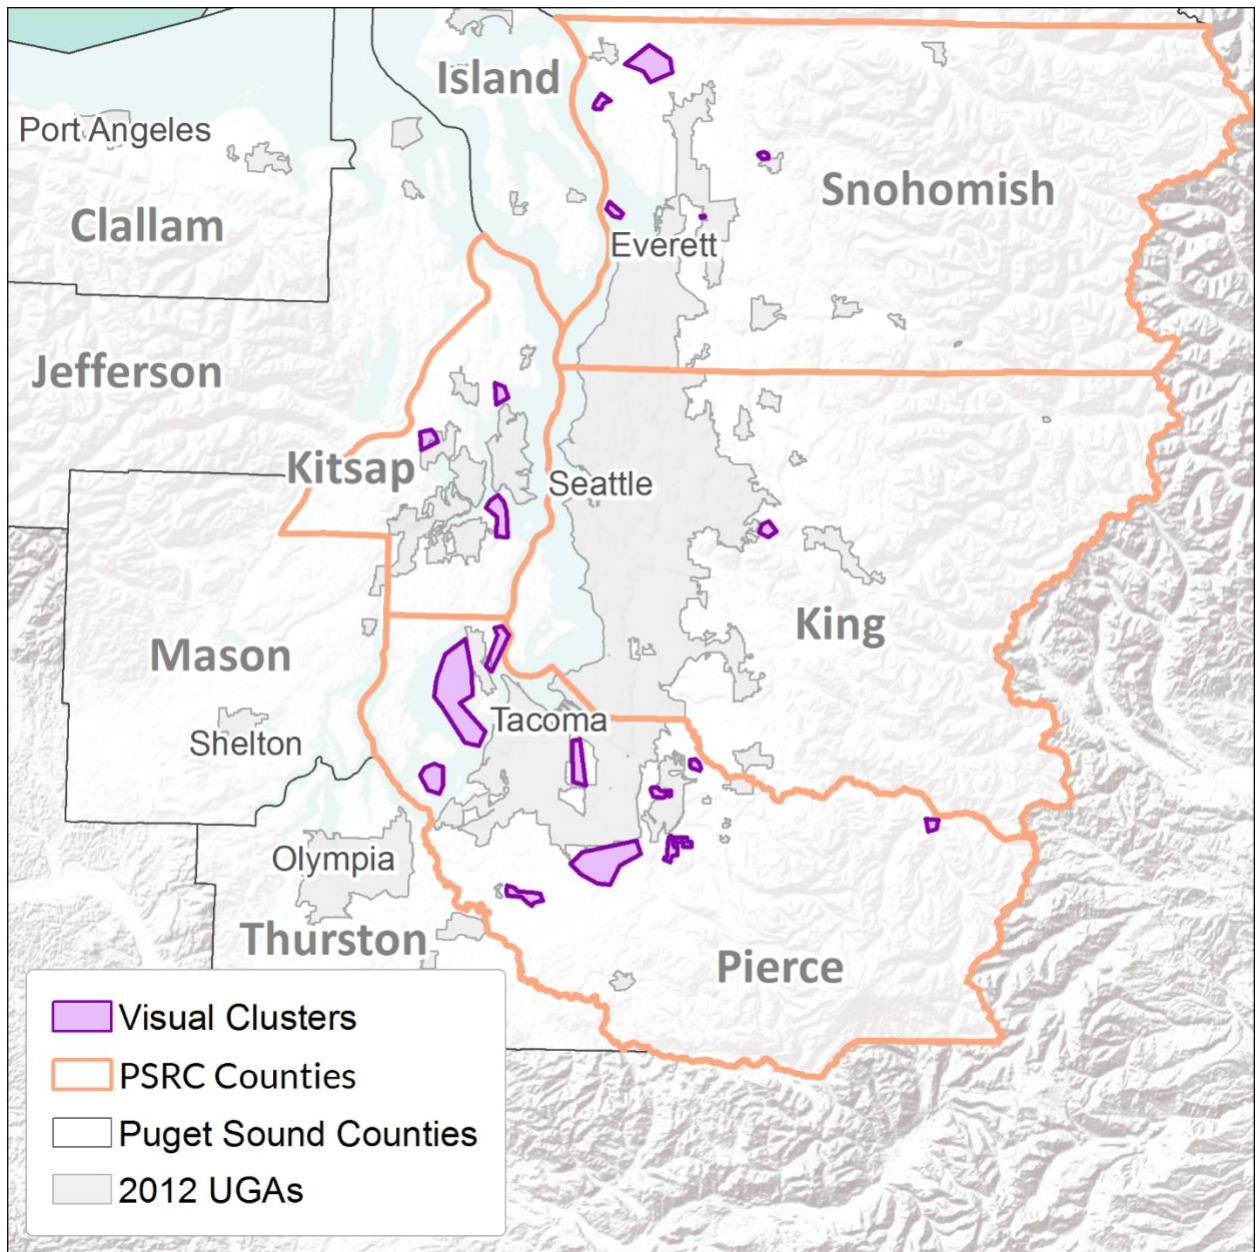 Island
Port Angeles
Snohomish
Clallam
Everett
Jefferson
Kitsap
Seattle
King
Mason
Tacoma
Shelton
Olympia
Thurston
Pierce
Visual Clusters
PSRC Counties
Puget Sound Counties
2012 UGAs